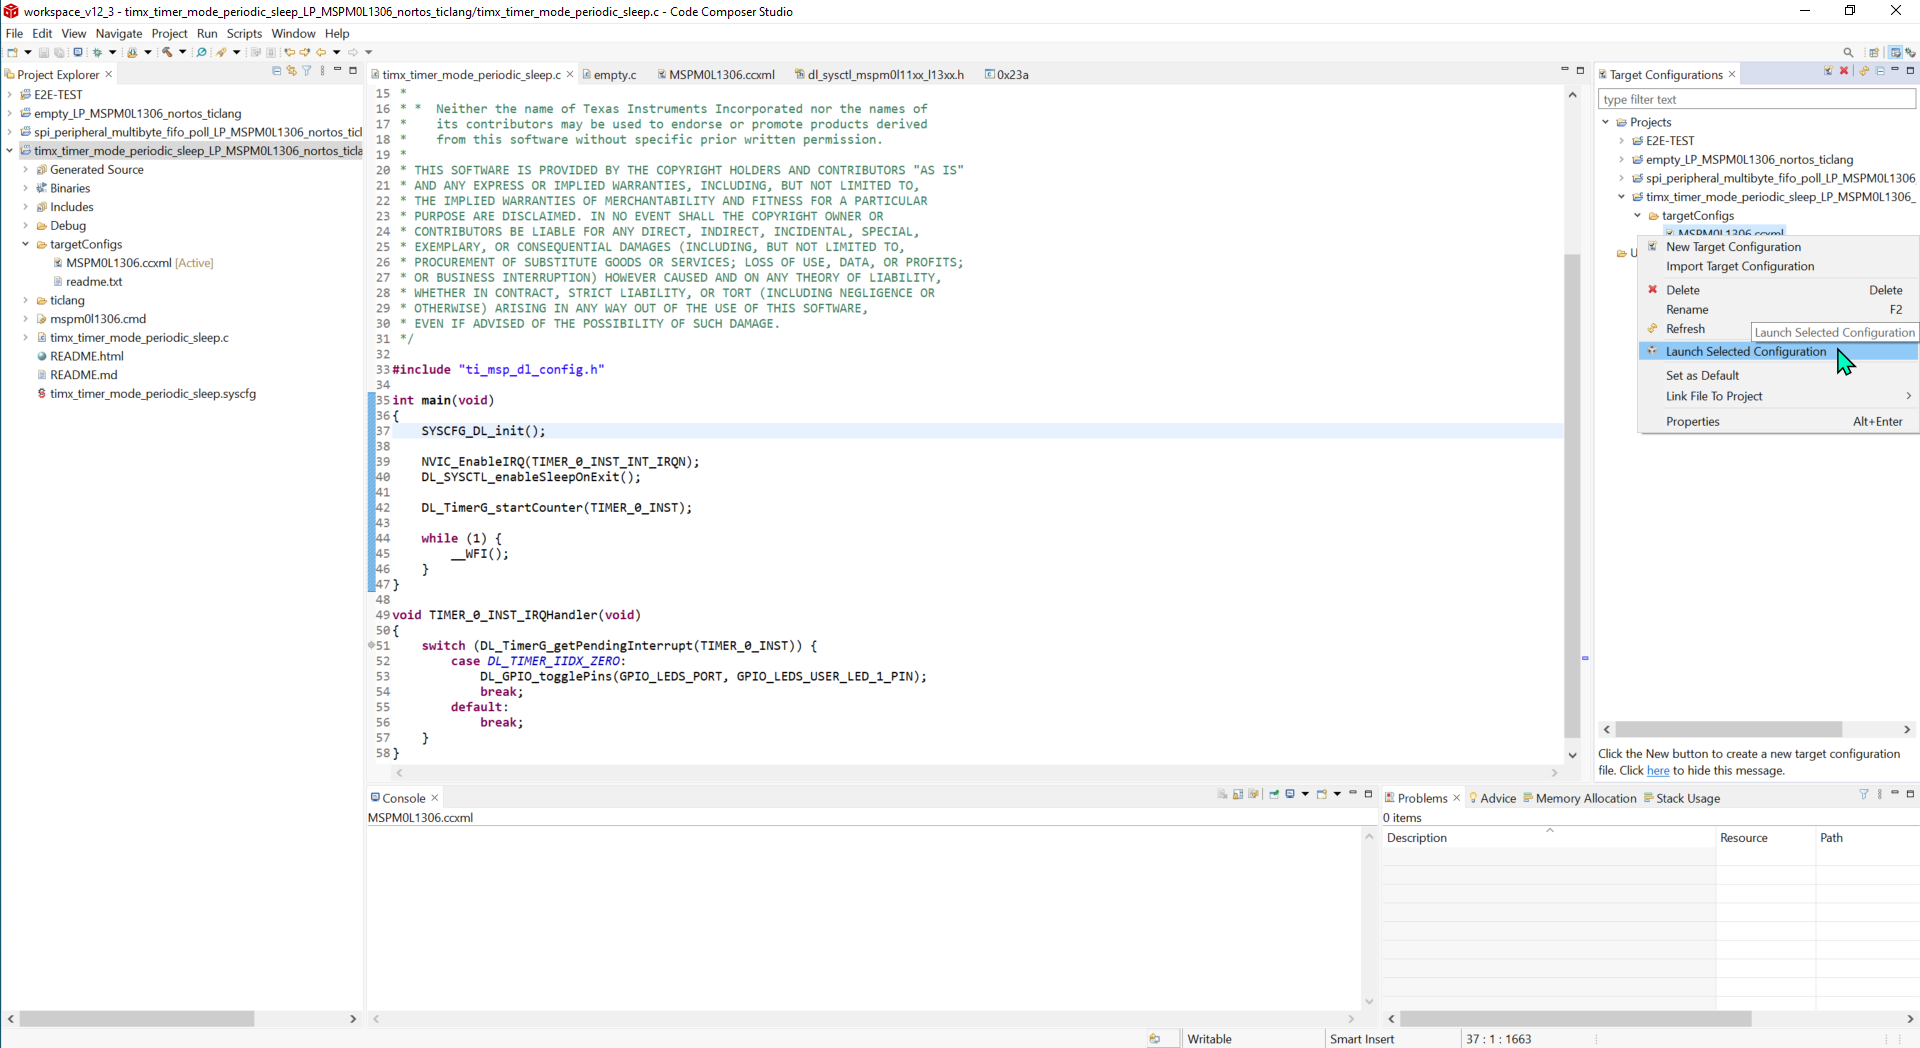 workspace_v12_3 - timx_timer_mode_periodic_sleep_LP_MSPM0L1306_nortos_ticlang/timx_timer_mode_periodic_sleep.c - Code Composer Studio
File Edit View Navigate Project Run Scripts Window Help
Project Explorer
E2E-TEST
empty_LP_MSPM0L1306_nortos_ticlang
spi_peripheral_multibyte_fifo_poll_LP_MSPM0L1306_nortos_ticl
timx_timer_mode_periodic_sleep_LP_MSPM0L1306_nortos_ticla
Generated Source
Binaries
Includes
Debug
targetConfigs
MSPM0L1306.ccxml [Active]
readme.txt
ticlang
mspm0l1306.cmd
timx_timer_mode_periodic_sleep.c
README.html
README.md
timx_timer_mode_periodic_sleep.syscfg
timx_timer_mode_periodic_sleep.c empty.c MSPM0L1306.ccxml dl_sysctl_mspm0l11xx_l13xx.h 0x23a
15 *
16 * * Neither the name of Texas Instruments Incorporated nor the names of
17 * its contributors may be used to endorse or promote products derived
18 * from this software without specific prior written permission.
19 *
20 * THIS SOFTWARE IS PROVIDED BY THE COPYRIGHT HOLDERS AND CONTRIBUTORS "AS IS"
21 * AND ANY EXPRESS OR IMPLIED WARRANTIES, INCLUDING, BUT NOT LIMITED TO,
22 * THE IMPLIED WARRANTIES OF MERCHANTABILITY AND FITNESS FOR A PARTICULAR
23 * PURPOSE ARE DISCLAIMED. IN NO EVENT SHALL THE COPYRIGHT OWNER OR
24 * CONTRIBUTORS BE LIABLE FOR ANY DIRECT, INDIRECT, INCIDENTAL, SPECIAL,
25 * EXEMPLARY, OR CONSEQUENTIAL DAMAGES (INCLUDING, BUT NOT LIMITED TO,
26 * PROCUREMENT OF SUBSTITUTE GOODS OR SERVICES; LOSS OF USE, DATA, OR PROFITS;
27 * OR BUSINESS INTERRUPTION) HOWEVER CAUSED AND ON ANY THEORY OF LIABILITY,
28 * WHETHER IN CONTRACT, STRICT LIABILITY, OR TORT (INCLUDING NEGLIGENCE OR
29 * OTHERWISE) ARISING IN ANY WAY OUT OF THE USE OF THIS SOFTWARE,
30 * EVEN IF ADVISED OF THE POSSIBILITY OF SUCH DAMAGE.
31 */
32
33 #include "ti_msp_dl_config.h"
34
35 int main(void)
36 {
37 SYSCFG_DL_init();
38
39 NVIC_EnableIRQ(TIMER_0_INST_INT_IRQN);
40 DL_SYSCTL_enableSleepOnExit();
41
42 DL_TimerG_startCounter(TIMER_0_INST);
43
44 while (1) {
45 __WFI();
46 }
47 }
48
49 void TIMER_0_INST_IRQHandler(void)
50 {
51 switch (DL_TimerG_getPendingInterrupt(TIMER_0_INST)) {
52 case DL_TIMER_IIDX_ZERO:
53 DL_GPIO_togglePins(GPIO_LEDS_PORT, GPIO_LEDS_USER_LED_1_PIN);
54 break;
55 default:
56 break;
57 }
58 }
Target Configurations
type filter text
Projects
E2E-TEST
empty_LP_MSPM0L1306_nortos_ticlang
spi_peripheral_multibyte_fifo_poll_LP_MSPM0L1306_
timx_timer_mode_periodic_sleep_LP_MSPM0L1306_
targetConfigs
MSPM0L1306.ccxml
U
New Target Configuration
Import Target Configuration
Delete Delete
Rename F2
Refresh
Launch Selected Configuration
Launch Selected Configuration
Set as Default
Link File To Project
Properties Alt+Enter
Click the New button to create a new target configuration
file. Click here to hide this message.
Console
MSPM0L1306.ccxml
Problems Advice Memory Allocation Stack Usage
0 items
Description Resource Path
Writable Smart Insert 37 : 1 : 1663